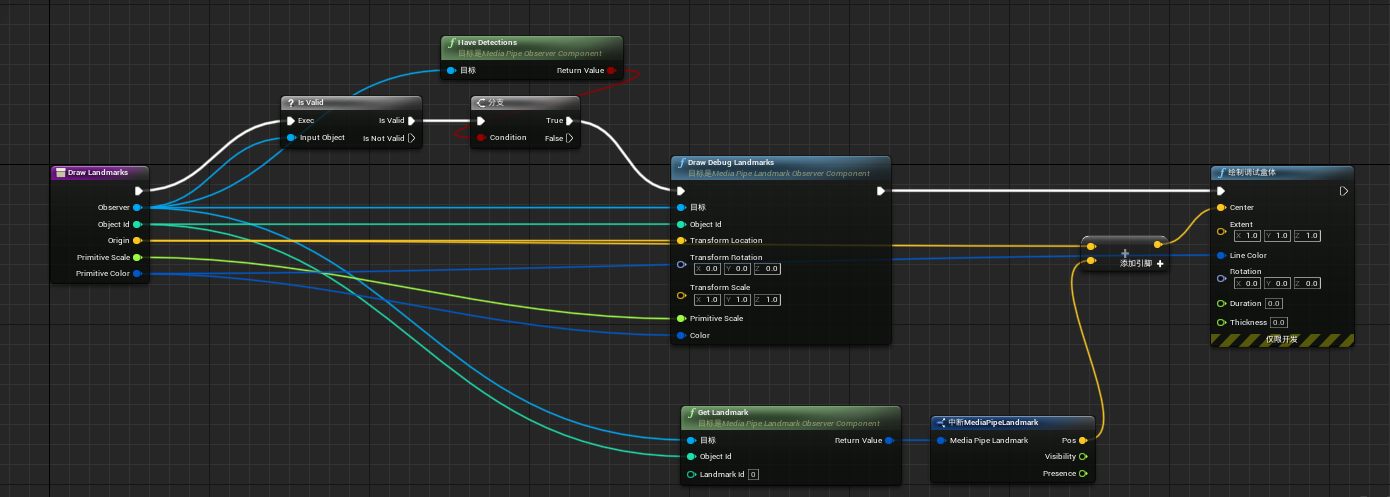 Have Detections
目标是Media Pipe Observer Component
目标
Return Value
Is Valid
Exec
Is Valid
Input Object
Is Not Valid
分支
True
Condition
False
Draw Landmarks
Observer
Object Id
Origin
Primitive Scale
Primitive Color
Draw Debug Landmarks
目标是Media Pipe Landmark Observer Component
目标
Object Id
Transform Location
Transform Rotation
X 0.0 Y 0.0 Z 0.0
Transform Scale
X 1.0 Y 1.0 Z 1.0
Primitive Scale
Color
添加引脚
绘制调试盒体
Center
Extent
X 1.0 Y 1.0 Z 1.0
Line Color
Rotation
X 0.0 Y 0.0 Z 0.0
Duration 0.0
Thickness 0.0
仅限开发
Get Landmark
目标是Media Pipe Landmark Observer Component
目标
Return Value
Object Id
Landmark Id 0
中断MediaPipeLandmark
Media Pipe Landmark
Pos
Visibility
Presence